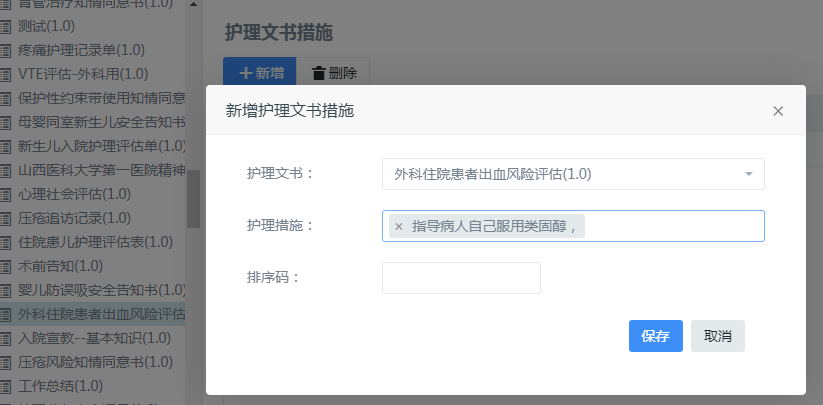 胃管治疗知情同意书(1.0)
测试(1.0)
疼痛护理记录单(1.0)
VTE评估-外科用(1.0)
保护性约束带使用知情同意
母婴同室新生儿安全告知书
新生儿入院护理评估单(1.0)
山西医科大学第一医院精神
心理社会评估(1.0)
压疮追访记录(1.0)
住院患儿护理评估表(1.0)
术前告知(1.0)
婴儿防误吸安全告知书(1.0)
外科住院患者出血风险评估
入院宣教--基本知识(1.0)
压疮风险知情同意书(1.0)
工作总结(1.0)
护理文书措施
新增 删除
新增护理文书措施 ×
护理文书： 外科住院患者出血风险评估(1.0)
护理措施： × 指导病人自己服用类固醇，
排序码：
保存 取消